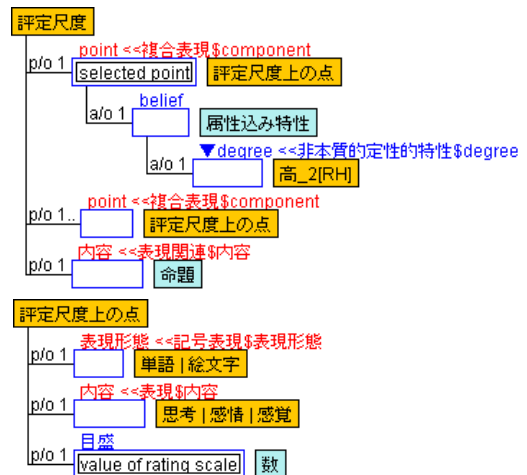 評定尺度
point <<複合表現$component
p/o 1 selected point 評定尺度上の点
belief
a/o 1 属性込み特性
▼degree <<非本質的定性的特性$degree
a/o 1 高_2[RH]
point <<複合表現$component
p/o 1.. 評定尺度上の点
内容 <<表現関連$内容
p/o 1 命題
評定尺度上の点
表現形態 <<記号表現$表現形態
p/o 1 単語 | 絵文字
内容 <<表現$内容
p/o 1 思考 | 感情 | 感覚
目盛
p/o 1 value of rating scale 数